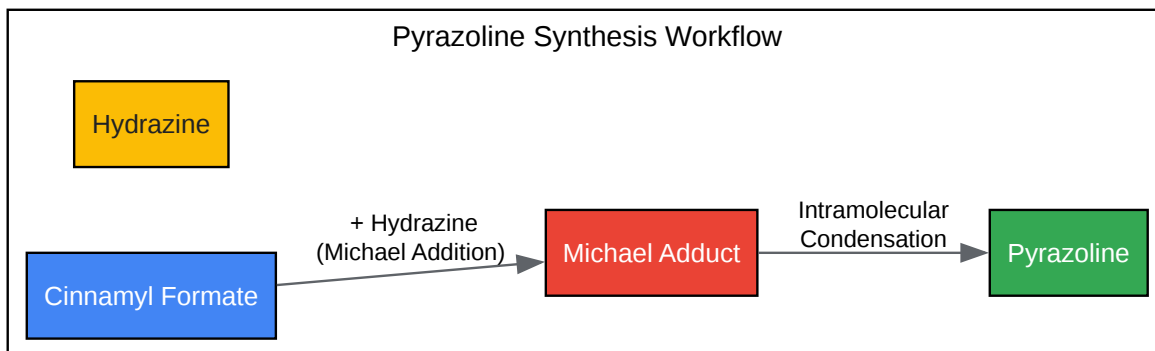 Pyrazoline Synthesis Workflow
Hydrazine
+ Hydrazine
(Michael Addition)
Cinnamyl Formate
Michael Adduct
Intramolecular
Condensation
Pyrazoline